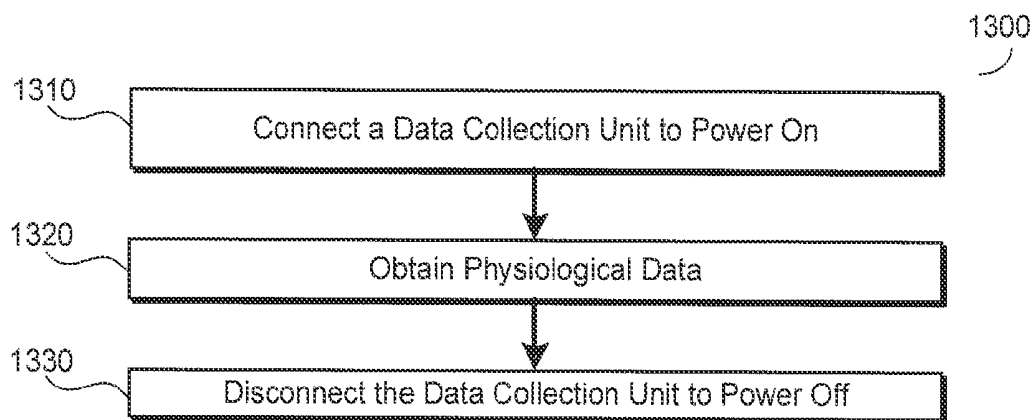 1300
1310
Connect a Data Collection Unit to Power On
1320
Obtain Physiological Data
1330
Disconnect the Data Collection Unit to Power Off